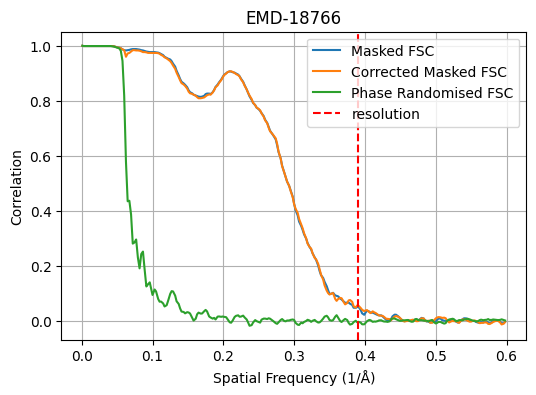 EMD-18766
Masked FSC
Corrected Masked FSC
Phase Randomised FSC
resolution
Correlation
1.0
0.8
0.6
0.4
0.2
0.0
0.0 0.1 0.2 0.3 0.4 0.5 0.6
Spatial Frequency (1/Å)